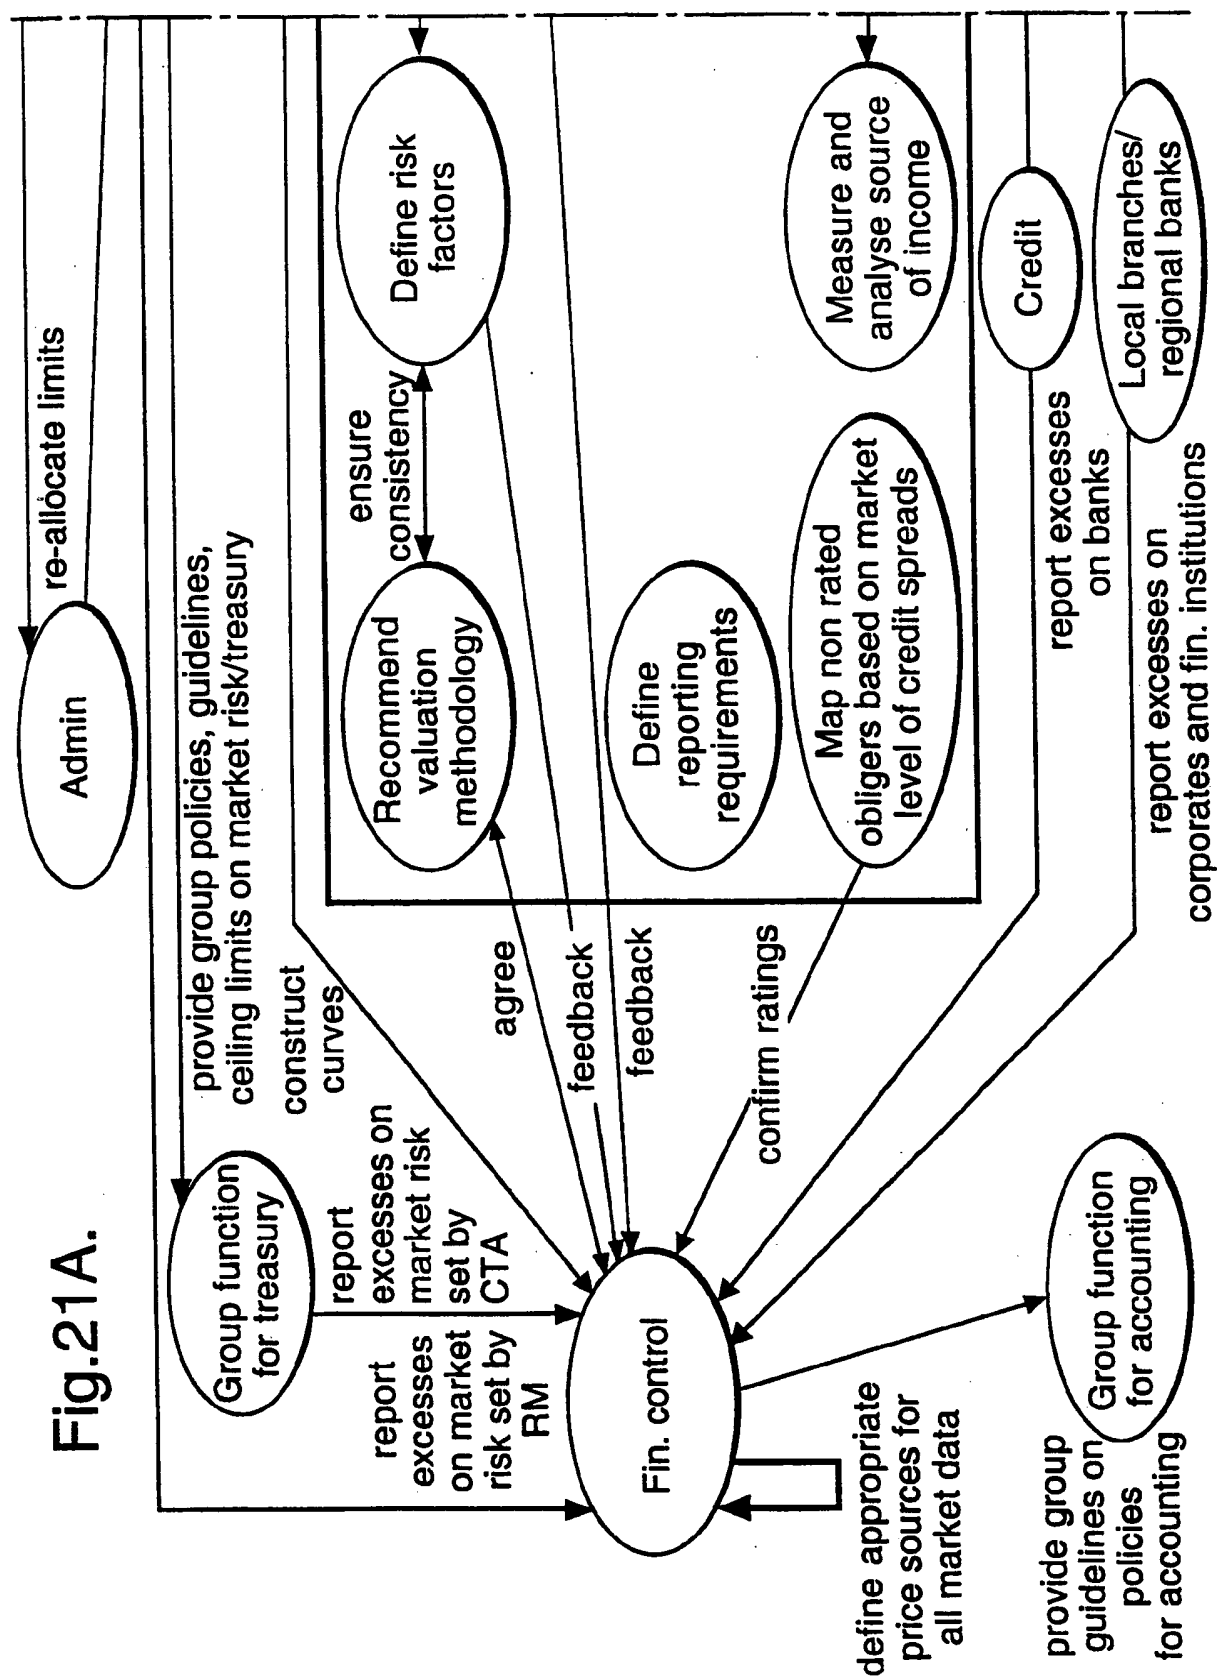 Fig.21A.
Admin
re-allocate limits
provide group policies, guidelines,
ceiling limits on market risk/treasury
Group function
for treasury
construct
curves
report
excesses on
market risk
set by
CTA
report
excesses
on market
risk set by
RM
Fin. control
agree
feedback
feedback
confirm ratings
Recommend
valuation
methodology
ensure
consistency
Define risk
factors
Define
reporting
requirements
Map non rated
obligers based on market
level of credit spreads
Measure and
analyse source
of income
Credit
report excesses
on banks
Local branches/
regional banks
report excesses on
corporates and fin. institutions
define appropriate
price sources for
all market data
Group function
for accounting
provide group
guidelines on
policies
for accounting